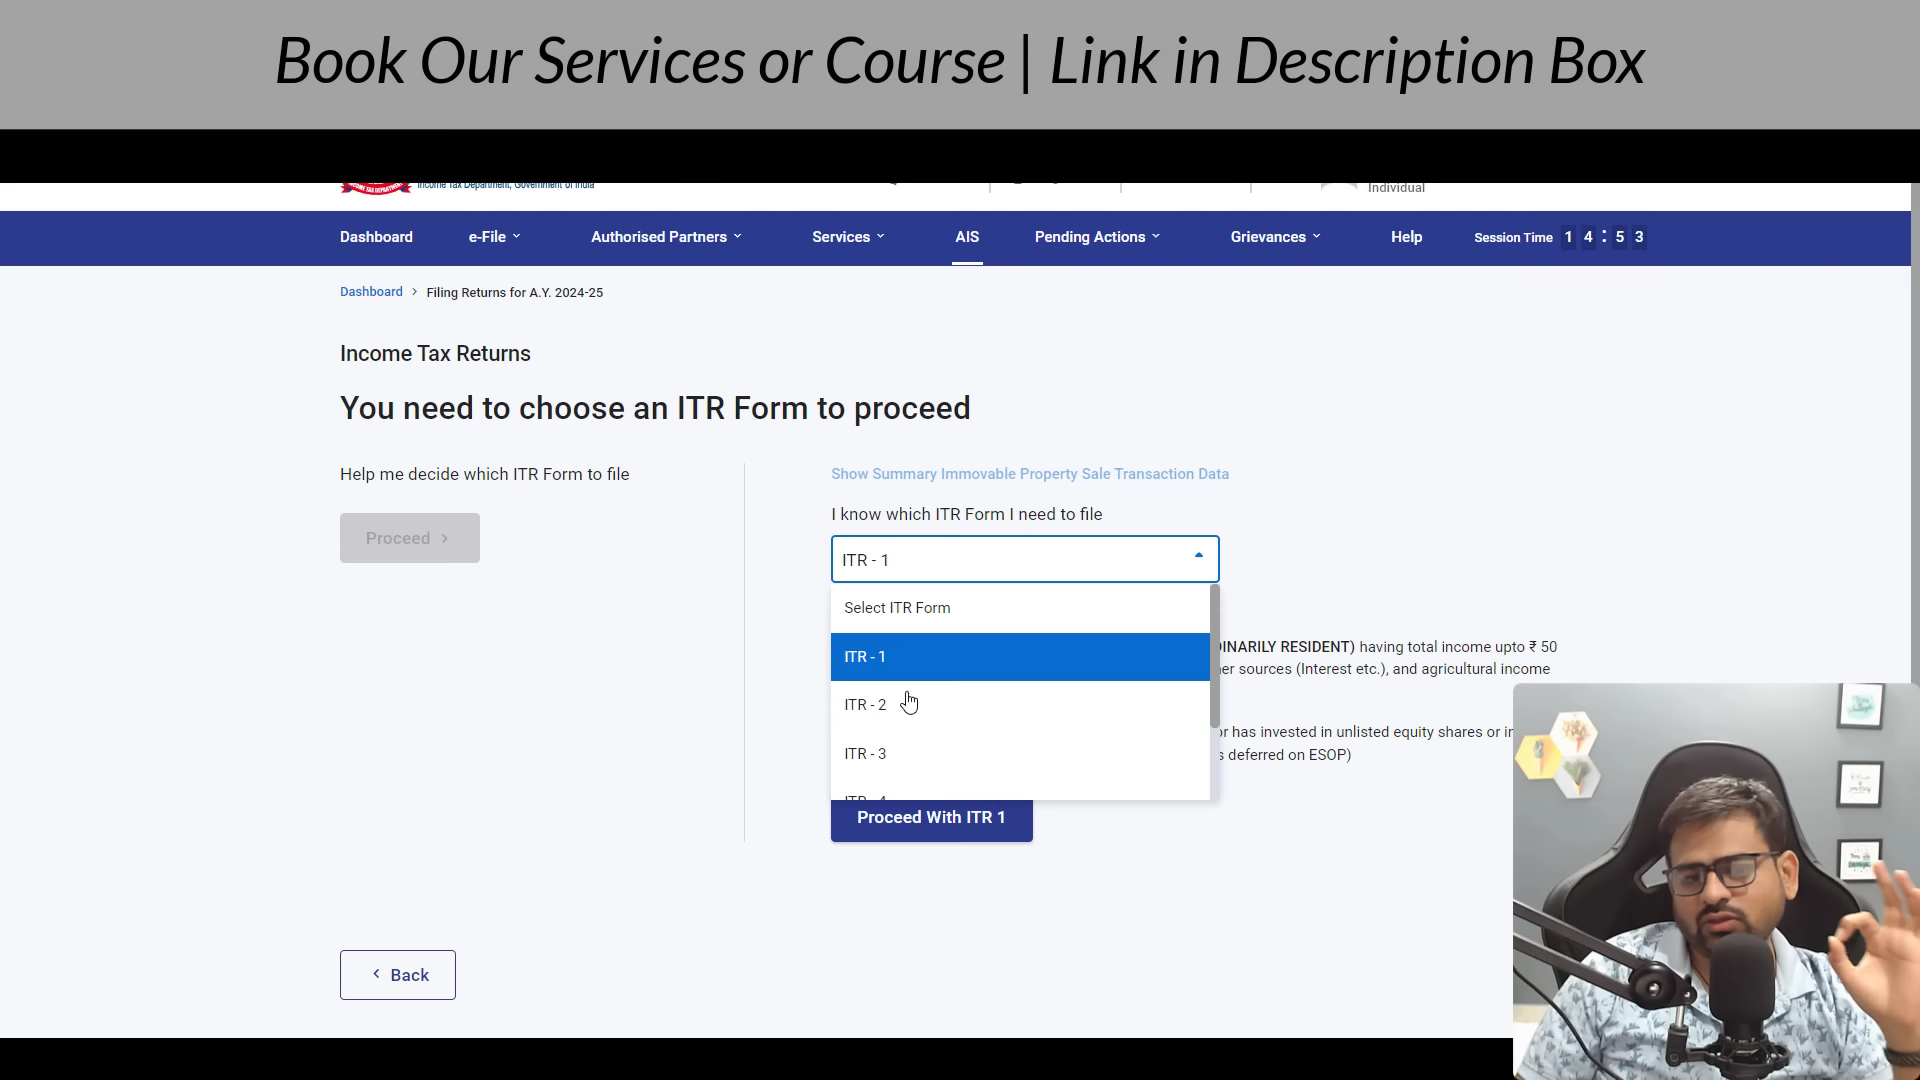 Book Our Services or Course | Link in Description Box
Income Tax Department, Government of India
Individual
Dashboard e-File Authorised Partners Services AIS Pending Actions Grievances Help Session Time 1 4 : 5 3
Dashboard > Filing Returns for A.Y. 2024-25
Income Tax Returns
You need to choose an ITR Form to proceed
Help me decide which ITR Form to file
Proceed >
Show Summary Immovable Property Sale Transaction Data
I know which ITR Form I need to file
ITR - 1
Select ITR Form
ITR - 1
ITR - 2
ITR - 3
ITR - 4
DINARILY RESIDENT) having total income upto ₹ 50
er sources (Interest etc.), and agricultural income
or has invested in unlisted equity shares or in
s deferred on ESOP)
Proceed With ITR 1
< Back